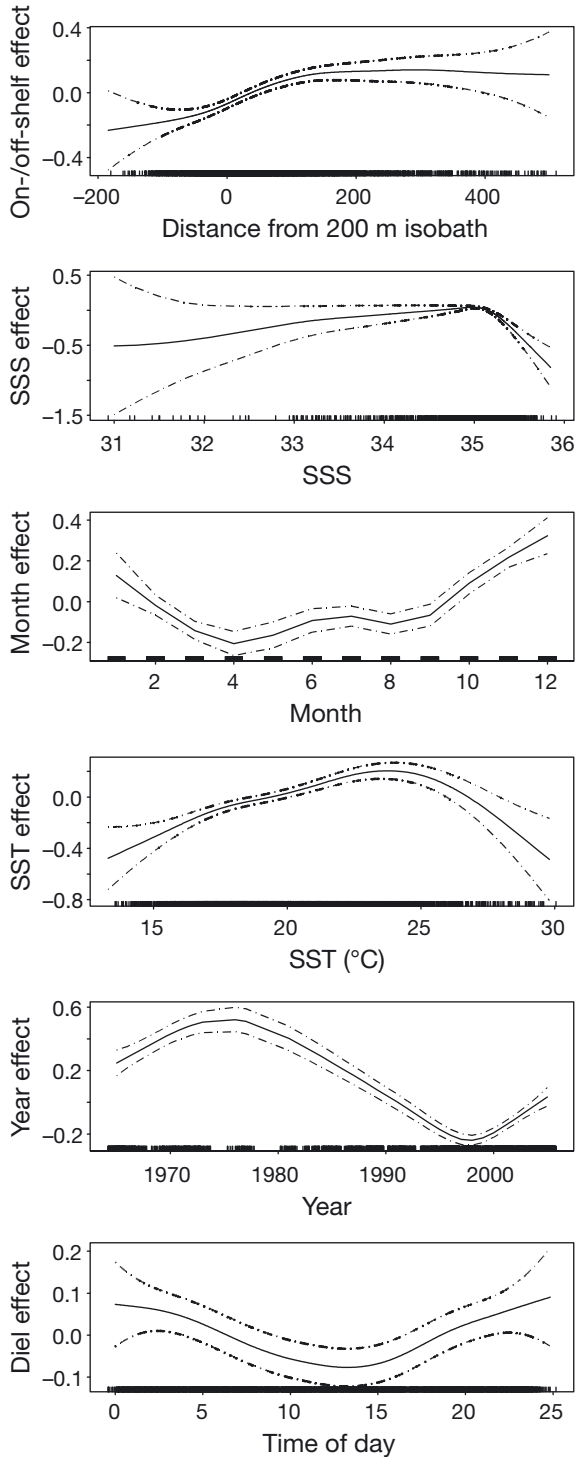 On-/off-shelf effect
0.4
0.0
−0.4
−200 0 200 400
Distance from 200 m isobath
SSS effect
0.5
−0.5
−1.5
31 32 33 34 35 36
SSS
Month effect
0.4
0.2
0.0
−0.2
2 4 6 8 10 12
Month
SST effect
0.0
−0.4
−0.8
15 20 25 30
SST (°C)
Year effect
0.6
0.2
−0.2
1970 1980 1990 2000
Year
Diel effect
0.2
0.1
0.0
−0.1
0 5 10 15 20 25
Time of day